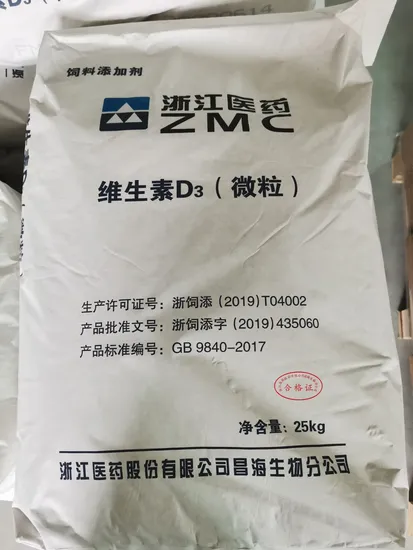 饲料添加剂
浙江医药
ZMC
维生素D₃（微粒）
生产许可证号：浙饲添（2019）T04002
产品批准文号：浙饲添字（2019）435060
产品标准编号：GB 9840-2017
合格证
净含量：25kg
浙江医药股份有限公司昌海生物分公司